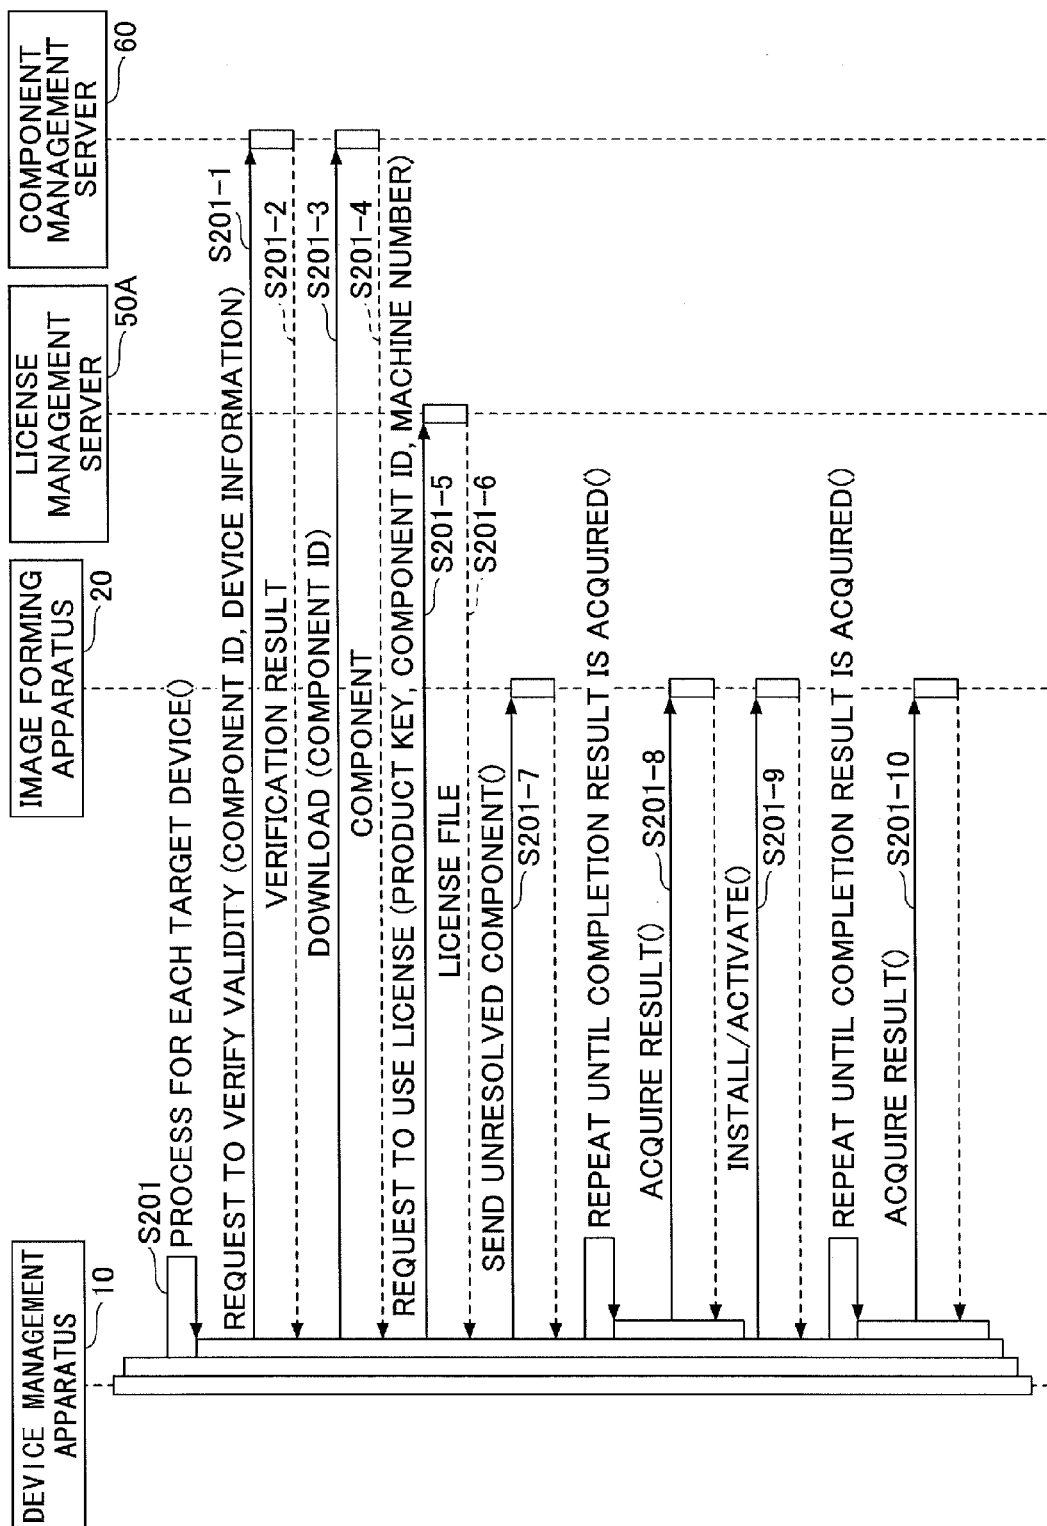 DEVICE MANAGEMENT
APPARATUS
10
IMAGE FORMING
APPARATUS
20
LICENSE
MANAGEMENT
SERVER
50A
COMPONENT
MANAGEMENT
SERVER
60
S201
PROCESS FOR EACH TARGET DEVICE()
REQUEST TO VERIFY VALIDITY (COMPONENT ID, DEVICE INFORMATION)
S201-1
VERIFICATION RESULT
S201-2
DOWNLOAD (COMPONENT ID)
S201-3
COMPONENT
S201-4
REQUEST TO USE LICENSE (PRODUCT KEY, COMPONENT ID, MACHINE NUMBER)
S201-5
LICENSE FILE
S201-6
SEND UNRESOLVED COMPONENT()
S201-7
REPEAT UNTIL COMPLETION RESULT IS ACQUIRED()
ACQUIRE RESULT()
S201-8
INSTALL/ACTIVATE()
S201-9
REPEAT UNTIL COMPLETION RESULT IS ACQUIRED()
ACQUIRE RESULT()
S201-10